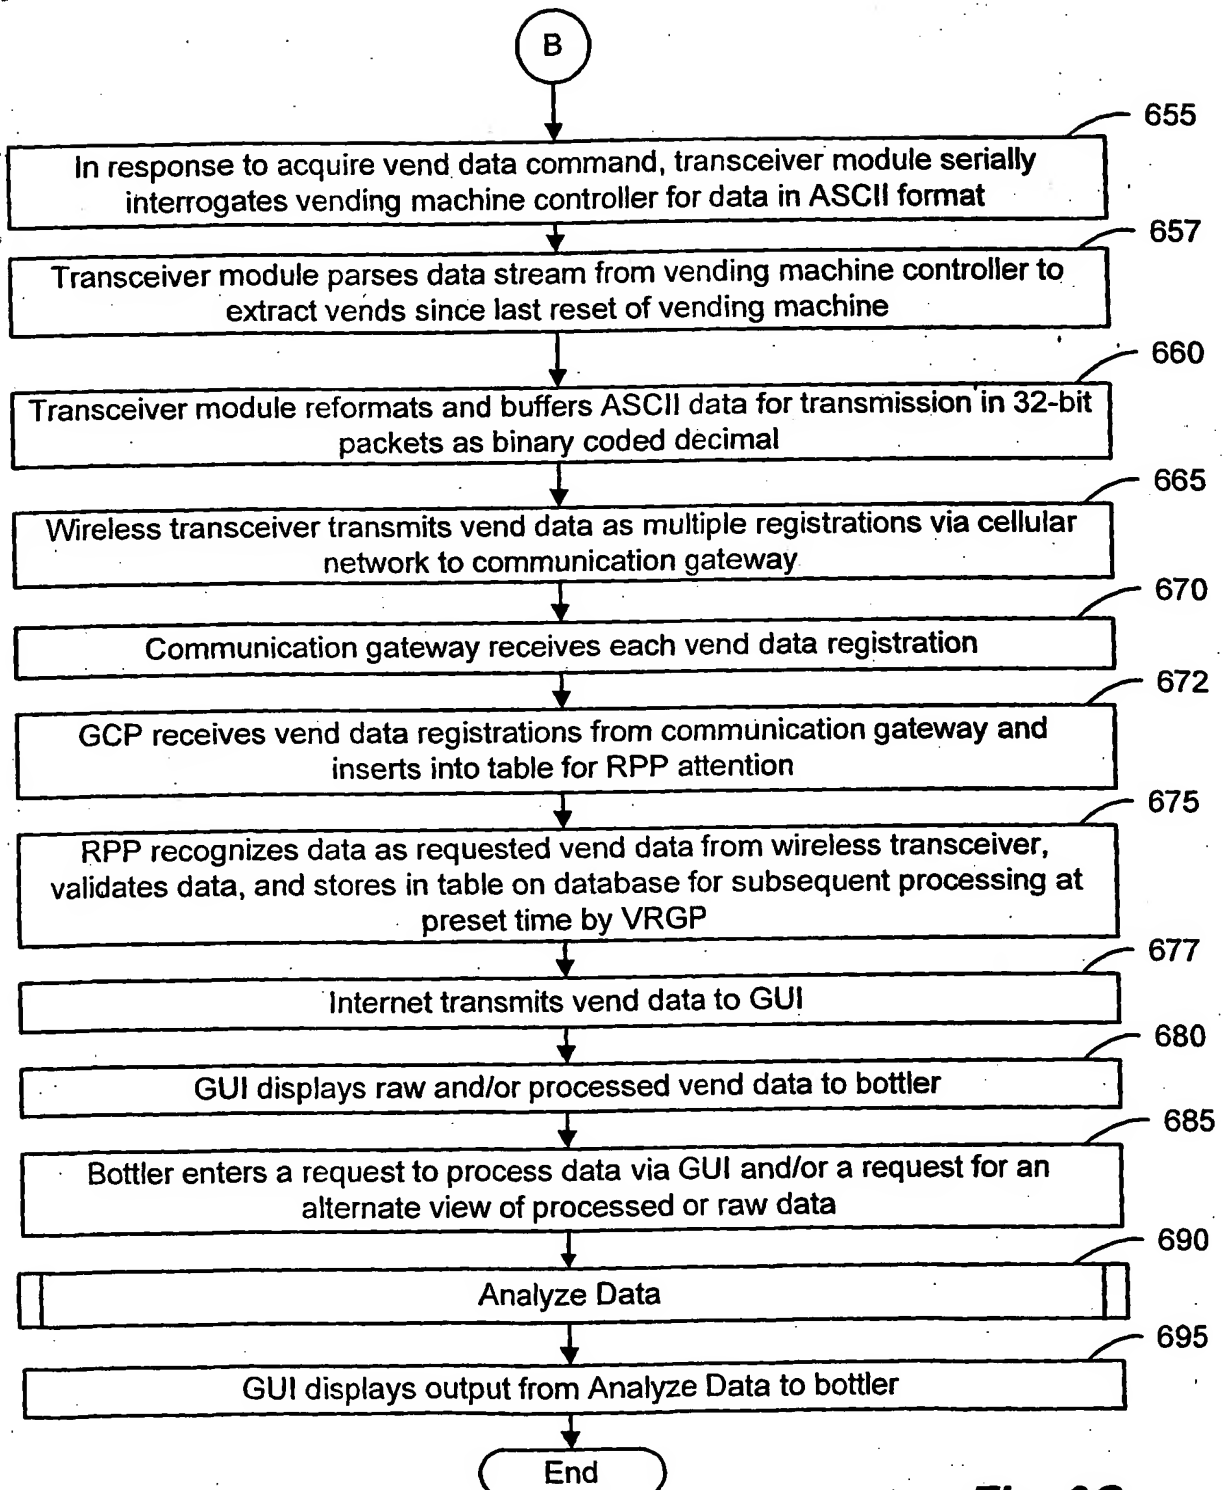 B
655
In response to acquire vend data command, transceiver module serially
interrogates vending machine controller for data in ASCII format
657
Transceiver module parses data stream from vending machine controller to
extract vends since last reset of vending machine
660
Transceiver module reformats and buffers ASCII data for transmission in 32-bit
packets as binary coded decimal
665
Wireless transceiver transmits vend data as multiple registrations via cellular
network to communication gateway
670
Communication gateway receives each vend data registration
672
GCP receives vend data registrations from communication gateway and
inserts into table for RPP attention
675
RPP recognizes data as requested vend data from wireless transceiver,
validates data, and stores in table on database for subsequent processing at
preset time by VRGP
677
Internet transmits vend data to GUI
680
GUI displays raw and/or processed vend data to bottler
685
Bottler enters a request to process data via GUI and/or a request for an
alternate view of processed or raw data
690
Analyze Data
695
GUI displays output from Analyze Data to bottler
End